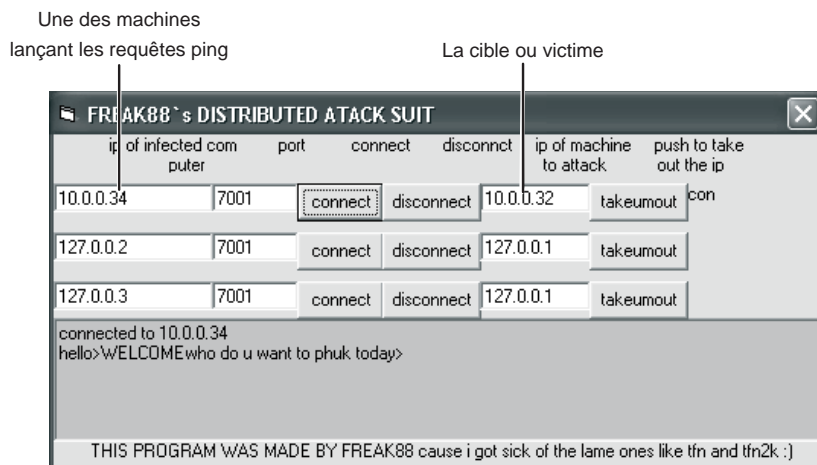 Une des machines
lançant les requêtes ping
La cible ou victime
FREAK88`s DISTRIBUTED ATACK SUIT
ip of infected com
puter
port
connect
disconnct
ip of machine
to attack
push to take
out the ip
10.0.0.34 7001 connect disconnect 10.0.0.32 takeumout con
127.0.0.2 7001 connect disconnect 127.0.0.1 takeumout
127.0.0.3 7001 connect disconnect 127.0.0.1 takeumout
connected to 10.0.0.34
hello>WELCOMEwho do u want to phuk today>
THIS PROGRAM WAS MADE BY FREAK88 cause i got sick of the lame ones like tfn and tfn2k :)